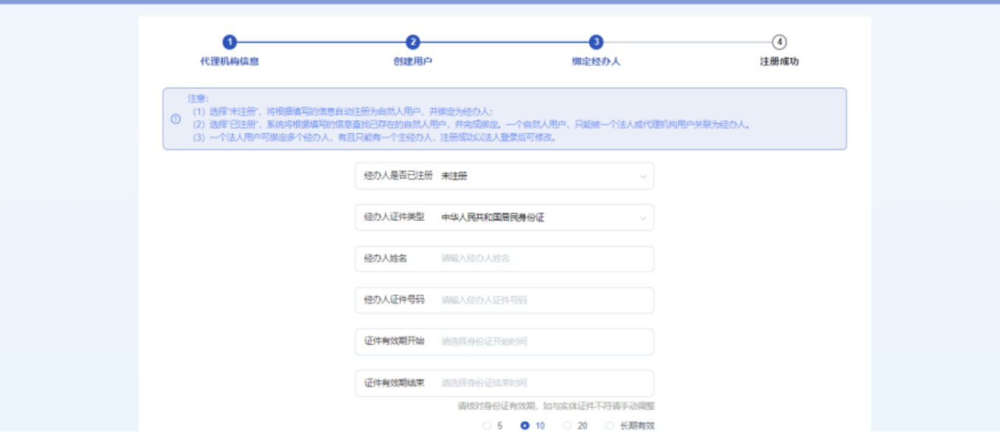 1 2 3 4
代理机构信息 创建用户 绑定经办人 注册成功
注意:
(1) 选择"未注册", 将根据填写的信息自动注册为自然人用户, 并绑定为经办人;
(2) 选择"已注册", 系统将根据填写的信息查找已存在的自然人用户, 并完成绑定。一个自然人用户, 只能被一个法人或代理机构用户关联为经办人。
(3) 一个法人用户可绑定多个经办人, 有且只能有一个主经办人, 注册成功以法人登录后可修改。
经办人是否已注册 未注册
经办人证件类型 中华人民共和国居民身份证
经办人姓名 请输入经办人姓名
经办人证件号码 请输入经办人证件号码
证件有效期开始 请选择身份证开始时间
证件有效期结束 请选择身份证结束时间
请核对身份证有效期, 如与实体证件不符请手动调整
5 10 20 长期有效